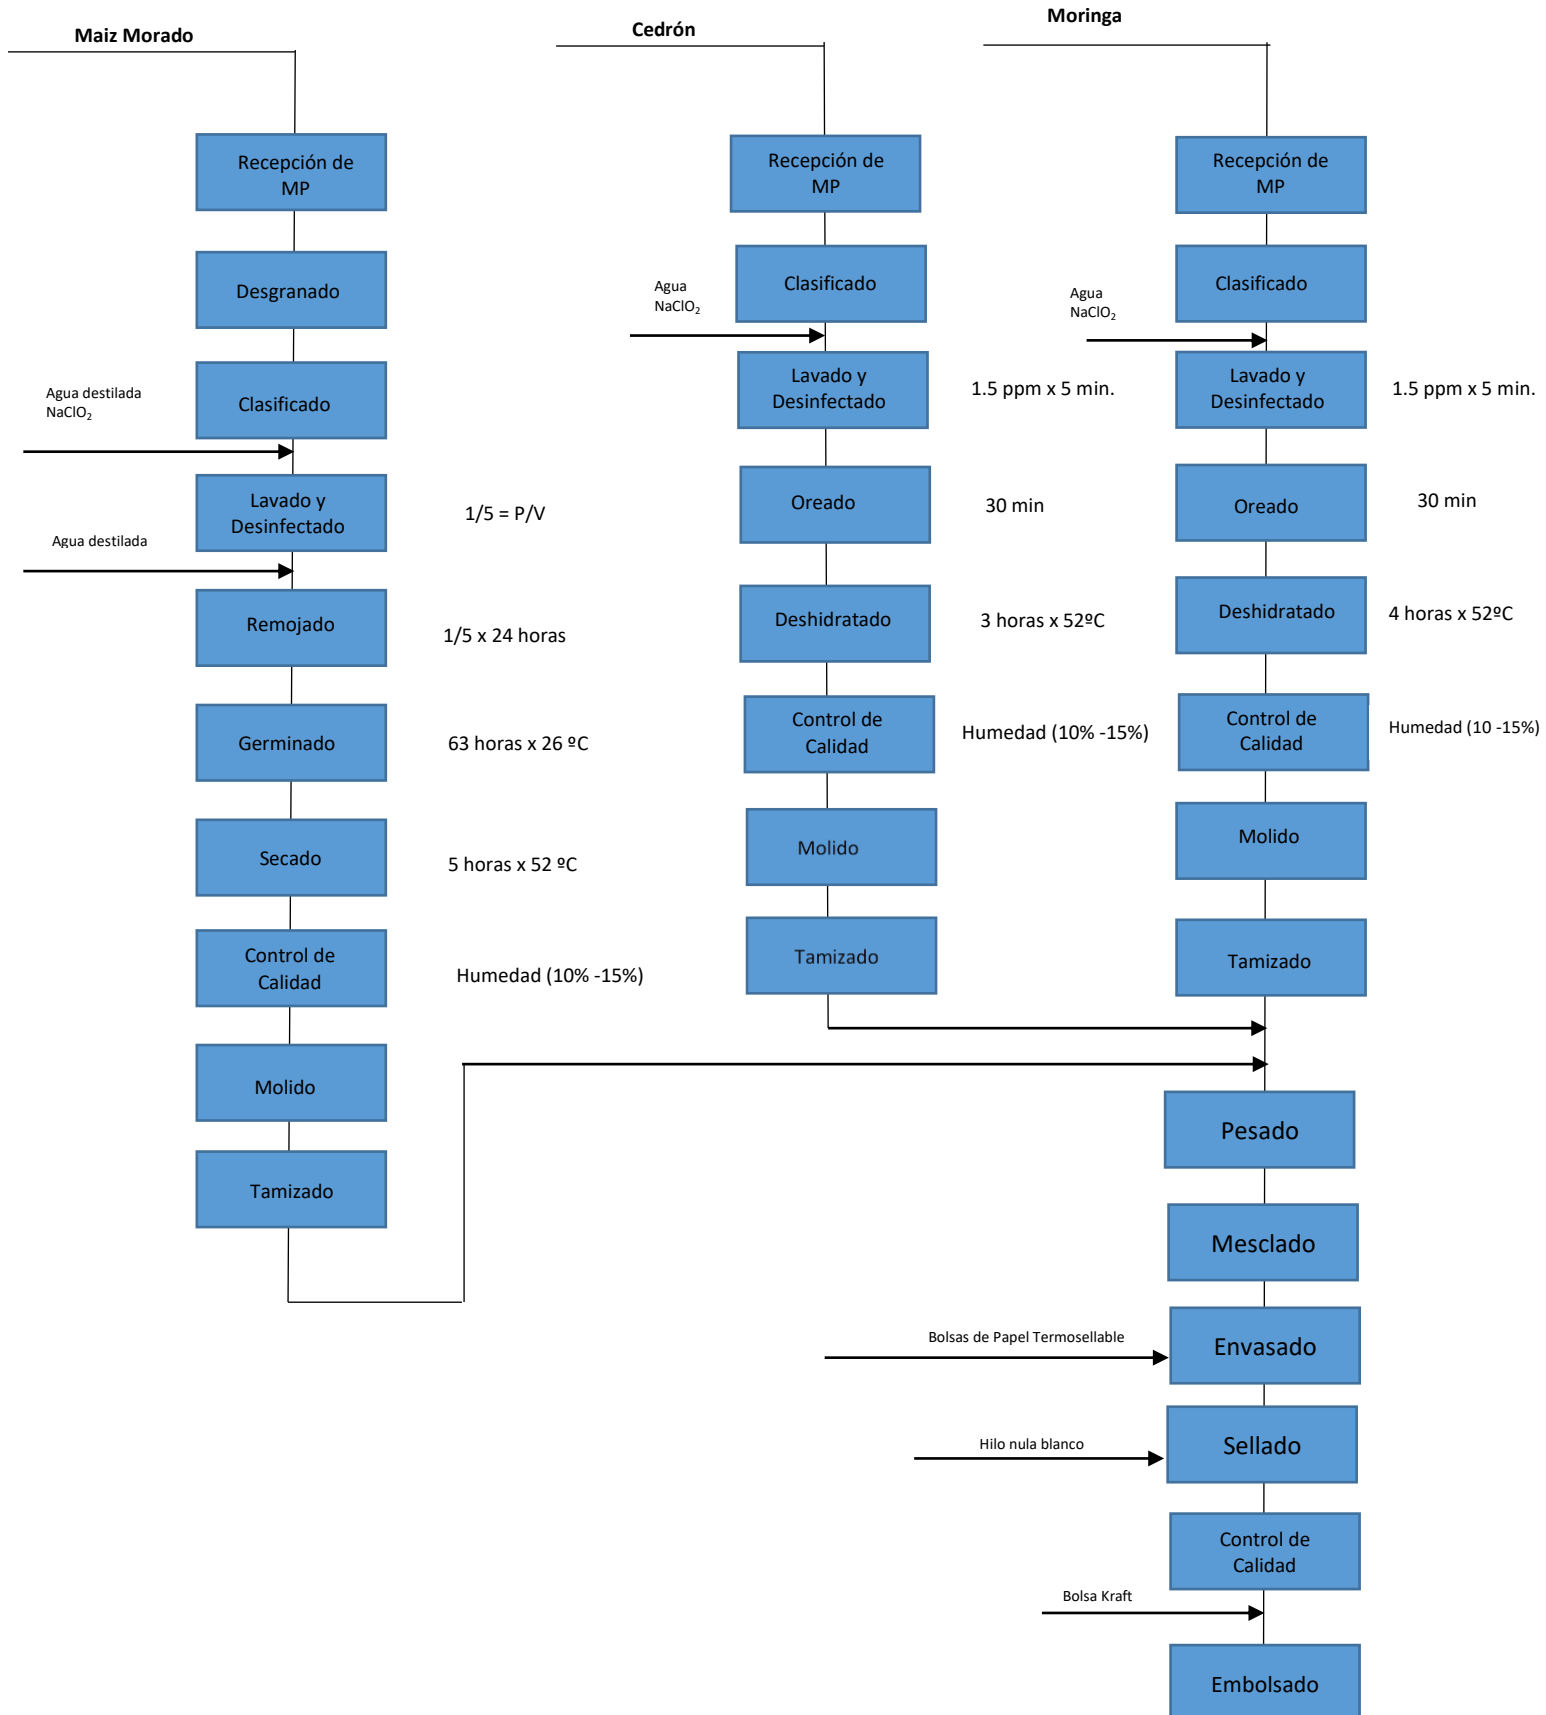 Maiz Morado
Recepción de
MP
Desgranado
Agua destilada
NaClO₂
Clasificado
Lavado y
Desinfectado
1/5 = P/V
Agua destilada
Remojado
1/5 x 24 horas
Germinado
63 horas x 26 ºC
Secado
5 horas x 52 ºC
Control de
Calidad
Humedad (10% -15%)
Molido
Tamizado
Cedrón
Recepción de
MP
Clasificado
Agua
NaClO₂
Lavado y
Desinfectado
1.5 ppm x 5 min.
Oreado
30 min
Deshidratado
3 horas x 52ºC
Control de
Calidad
Humedad (10% -15%)
Molido
Tamizado
Moringa
Recepción de
MP
Clasificado
Agua
NaClO₂
Lavado y
Desinfectado
1.5 ppm x 5 min.
Oreado
30 min
Deshidratado
4 horas x 52ºC
Control de
Calidad
Humedad (10 -15%)
Molido
Tamizado
Pesado
Mesclado
Bolsas de Papel Termosellable
Envasado
Hilo nula blanco
Sellado
Control de
Calidad
Bolsa Kraft
Embolsado